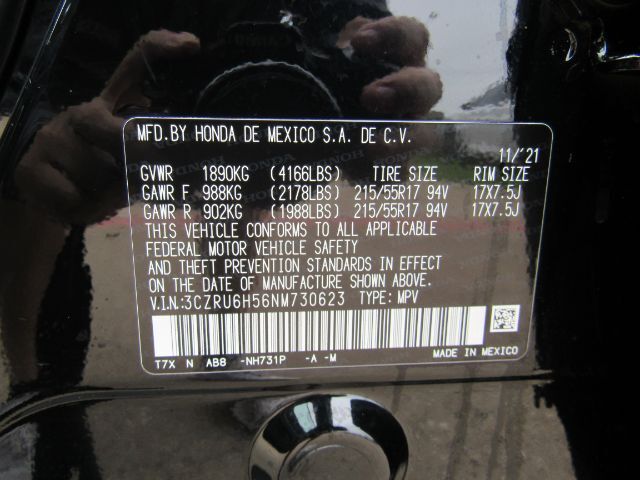 MFD.BY HONDA DE MEXICO S.A. DE C.V.
11/'21
GVWR 1890KG (4166LBS) TIRE SIZE RIM SIZE
GAWR F 988KG (2178LBS) 215/55R17 94V 17X7.5J
GAWR R 902KG (1988LBS) 215/55R17 94V 17X7.5J
THIS VEHICLE CONFORMS TO ALL APPLICABLE
FEDERAL MOTOR VEHICLE SAFETY
AND THEFT PREVENTION STANDARDS IN EFFECT
ON THE DATE OF MANUFACTURE SHOWN ABOVE.
V.I.N.:3CZRU6H56NM730623 TYPE: MPV
T7X N AB8 -NH731P -A -M MADE IN MEXICO